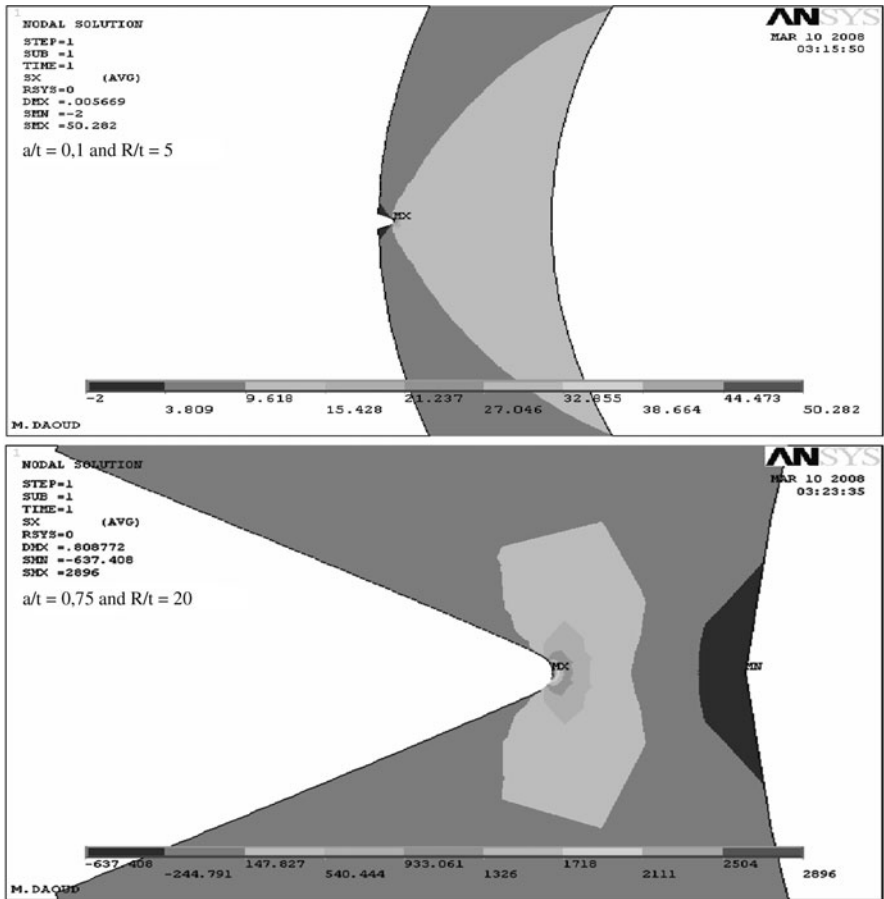 1
NODAL SOLUTION
STEP=1
SUB =1
TIME=1
SX (AVG)
RSYS=0
DMX =.005669
SMN =-2
SMX =50.282
a/t = 0,1 and R/t = 5
ANSYS
MAR 10 2008
03:15:50
MX
-2 9.618 21.237 32.855 44.473
3.809 15.428 27.046 38.664 50.282
M.DAOUD
1
NODAL SOLUTION
STEP=1
SUB =1
TIME=1
SX (AVG)
RSYS=0
DMX =.808772
SMN =-637.408
SMX =2896
a/t = 0,75 and R/t = 20
ANSYS
MAR 10 2008
03:23:35
MX MN
-637.408 147.827 933.061 1718 2504
-244.791 540.444 1326 2111 2896
M.DAOUD